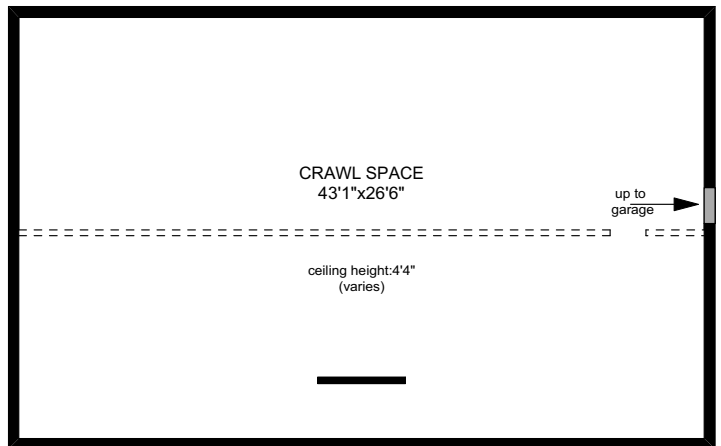 CRAWL SPACE
43'1"x26'6"
up to
garage
ceiling height:4'4"
(varies)